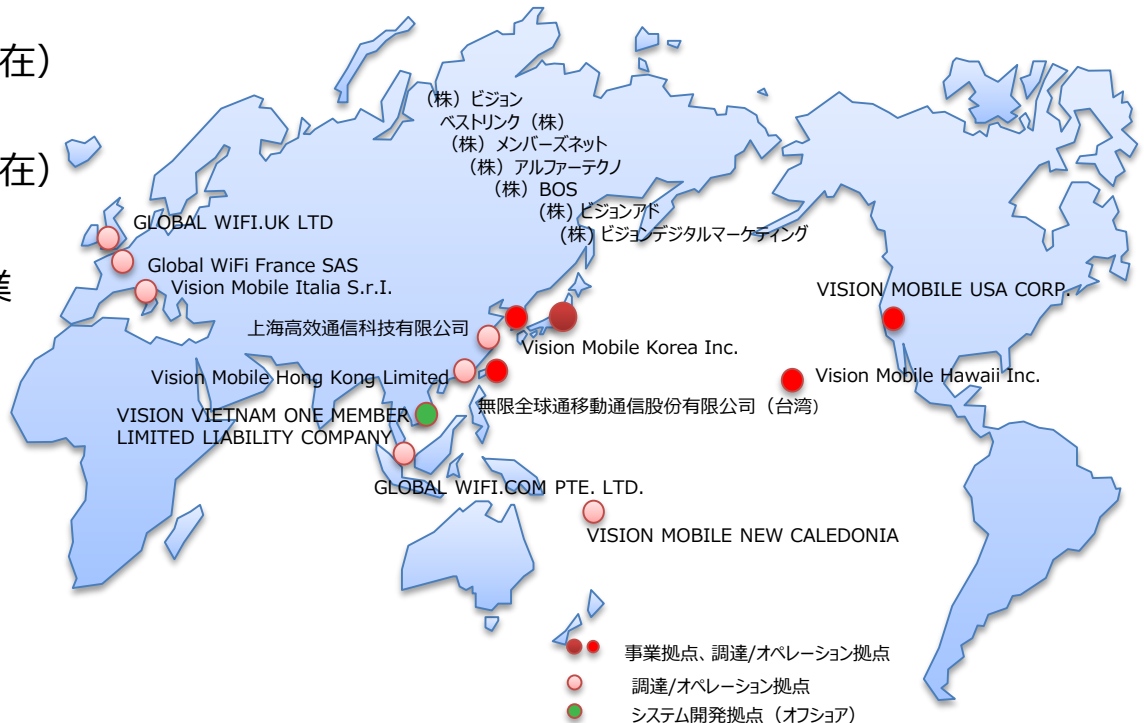 在）
在）
業
（株）ビジョン
ベストリンク（株）
（株）メンバーズネット
（株）アルファーテクノ
（株）BOS
（株）ビジョンアド
（株）ビジョンデジタルマーケティング
GLOBAL WIFI.UK LTD
Global WiFi France SAS
Vision Mobile Italia S.r.l.
VISION MOBILE USA CORP.
上海高效通信科技有限公司
Vision Mobile Korea Inc.
Vision Mobile Hong Kong Limited
Vision Mobile Hawaii Inc.
無限全球通移動通信股份有限公司（台湾）
VISION VIETNAM ONE MEMBER
LIMITED LIABILITY COMPANY
GLOBAL WIFI.COM PTE. LTD.
VISION MOBILE NEW CALEDONIA
事業拠点、調達/オペレーション拠点
調達/オペレーション拠点
システム開発拠点（オフショア）